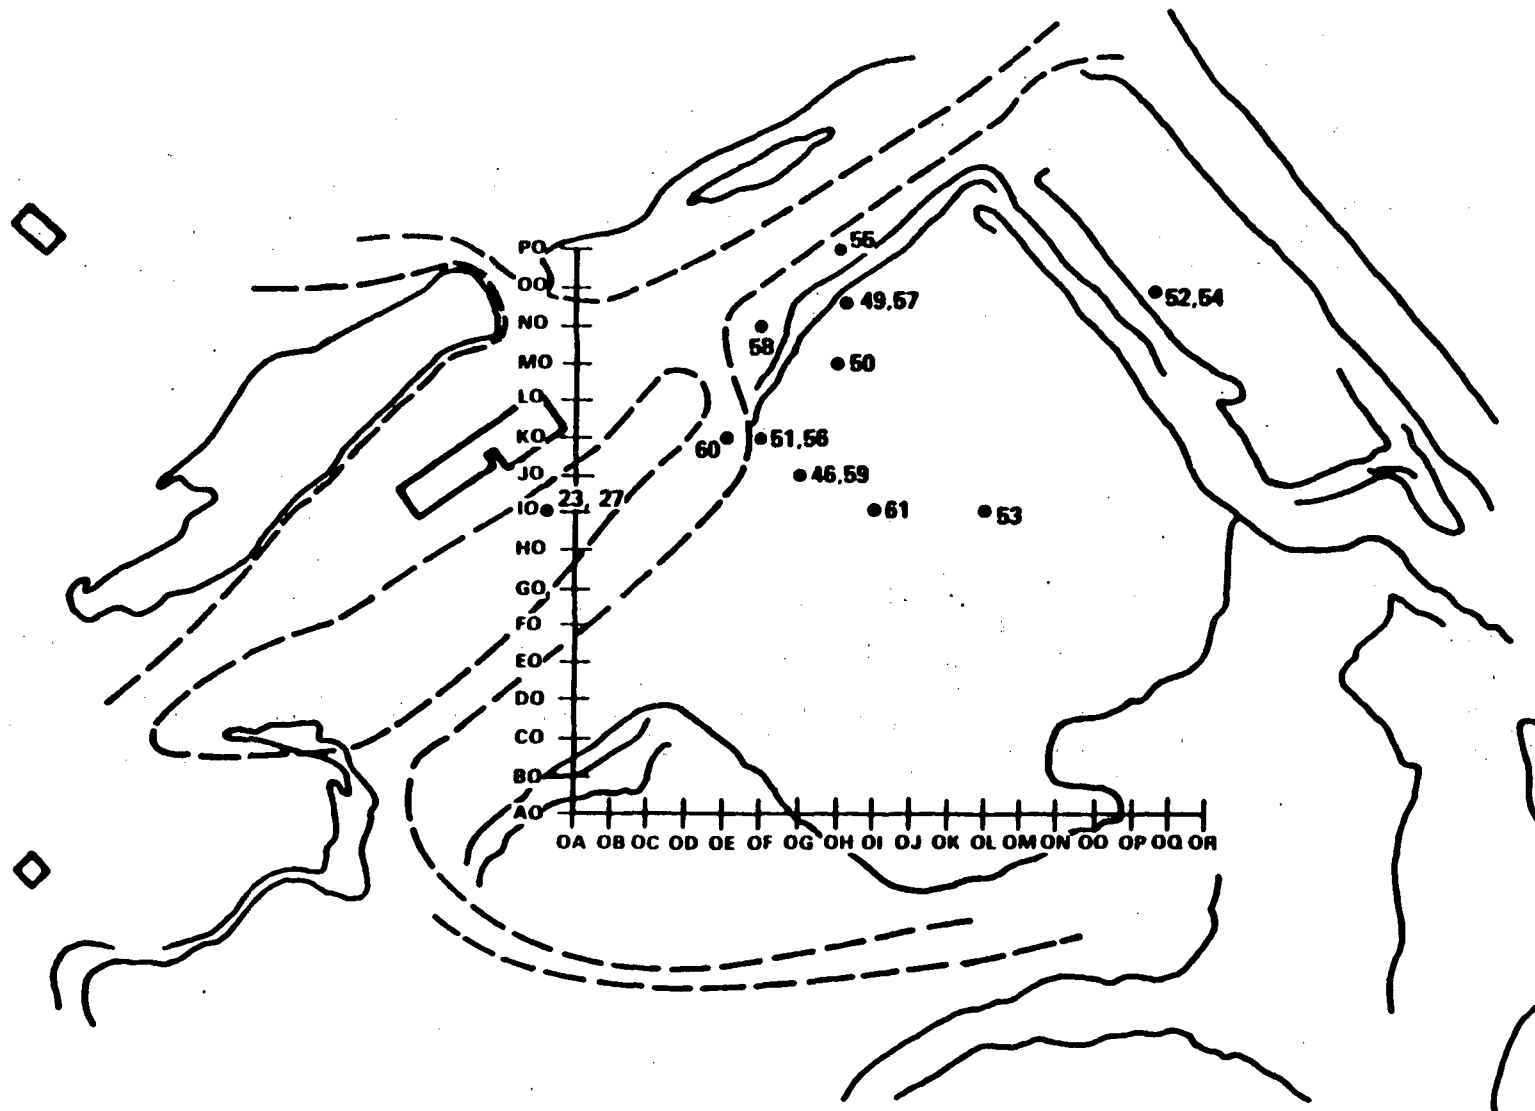 PO
55
OO
49,57
52,54
NO
58
MO
50
LO
KO
60
51,56
JO
46,59
23, 27
IO
61
53
HO
GO
FO
EO
DO
CO
BO
AO
OA OB OC OD OE OF OG OH OI OJ OK OL OM ON OO OP OQ OR